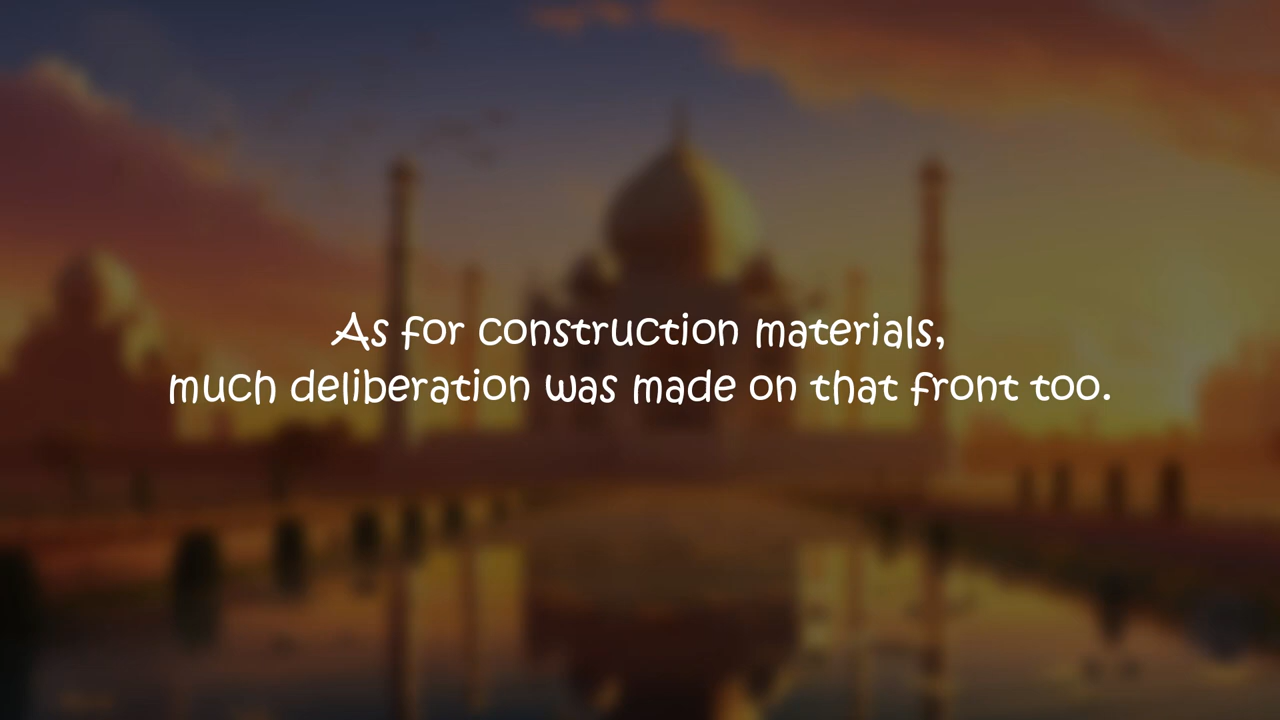 As for construction materials,
much deliberation was made on that front too.